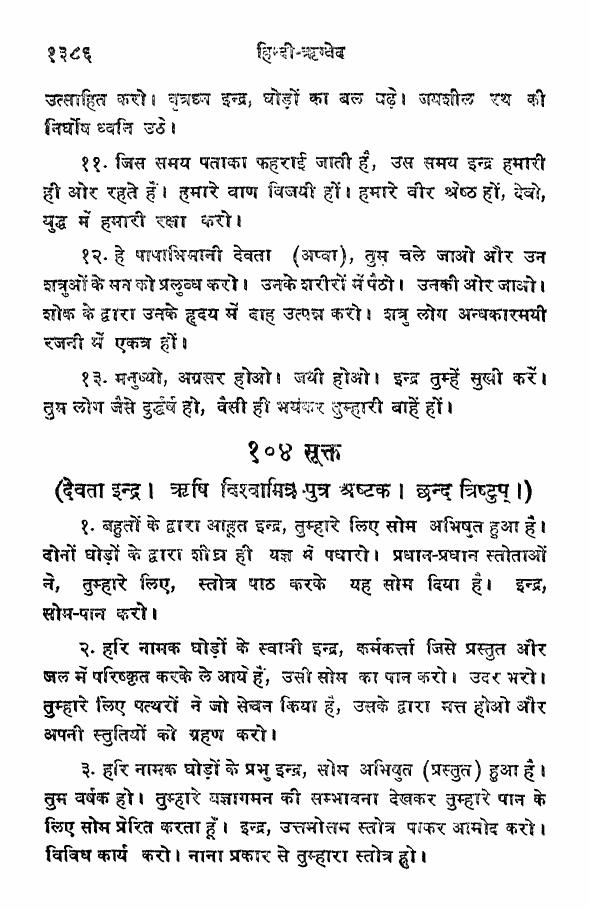 १३८६ हिन्दी-ऋग्वेद
उत्साहित करो। वृत्रघ्न इन्द्र, घोड़ों का बल बढ़े। जयशील रथ की
निर्घोष ध्वनि उठे।
११. जिस समय पताका फहराई जाती है, उस समय इन्द्र हमारी
ही ओर रहते हैं। हमारे वाण विजयी हों। हमारे वीर श्रेष्ठ हों, देवो,
युद्ध में हमारी रक्षा करो।
१२. हे पापाभिमानी देवता (अप्वा), तुम चले जाओ और उन
शत्रुओं के मन को प्रलुब्ध करो। उनके शरीरों में पैठो। उनकी ओर जाओ।
शोक के द्वारा उनके हृदय में दाह उत्पन्न करो। शत्रु लोग अन्धकारमयी
रजनी में एकत्र हों।
१३. मनुष्यो, अग्रसर होओ। जयी होओ। इन्द्र तुम्हें सुखी करें।
तुम लोग जैसे दुर्द्धर्ष हो, वैसी ही भयंकर तुम्हारी बाहें हों।
१०४ सूक्त
(देवता इन्द्र। ऋषि विश्वामित्र-पुत्र श्रष्टक। छन्द त्रिष्टुप्।)
१. बहुतों के द्वारा आहूत इन्द्र, तुम्हारे लिए सोम अभिषुत हुआ है।
दोनों घोड़ों के द्वारा शीघ्र ही यज्ञ में पधारो। प्रधान-प्रधान स्तोताओं
ने, तुम्हारे लिए, स्तोत्र पाठ करके यह सोम दिया है। इन्द्र,
सोम-पान करो।
२. हरि नामक घोड़ों के स्वामी इन्द्र, कर्मकर्त्ता जिसे प्रस्तुत और
जल में परिष्कृत करके ले आये हैं, उसी सोम का पान करो। उदर भरो।
तुम्हारे लिए पत्थरों ने जो सेचन किया है, उसके द्वारा मत्त होओ और
अपनी स्तुतियों को ग्रहण करो।
३. हरि नामक घोड़ों के प्रभु इन्द्र, सोम अभिषुत (प्रस्तुत) हुआ है।
तुम वर्षक हो। तुम्हारे यज्ञागमन की सम्भावना देखकर तुम्हारे पान के
लिए सोम प्रेरित करता हूँ। इन्द्र, उत्तमोत्तम स्तोत्र पाकर आमोद करो।
विविध कार्य करो। नाना प्रकार से तुम्हारा स्तोत्र हो।